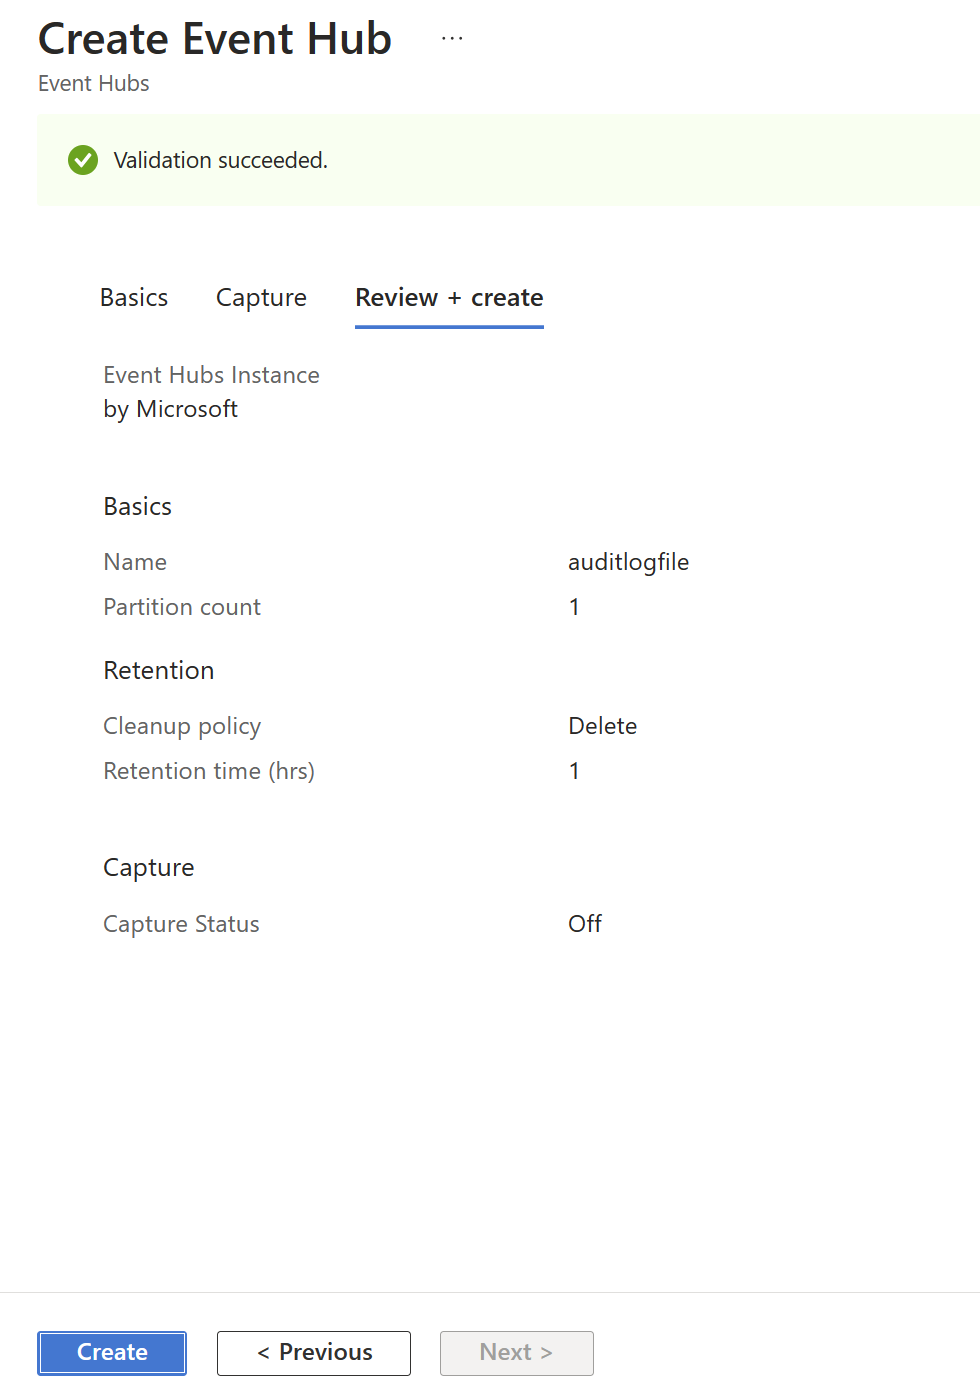 Create Event Hub ...
Event Hubs
Validation succeeded.
Basics Capture Review + create
Event Hubs Instance
by Microsoft
Basics
Name auditlogfile
Partition count 1
Retention
Cleanup policy Delete
Retention time (hrs) 1
Capture
Capture Status Off
Create < Previous Next >